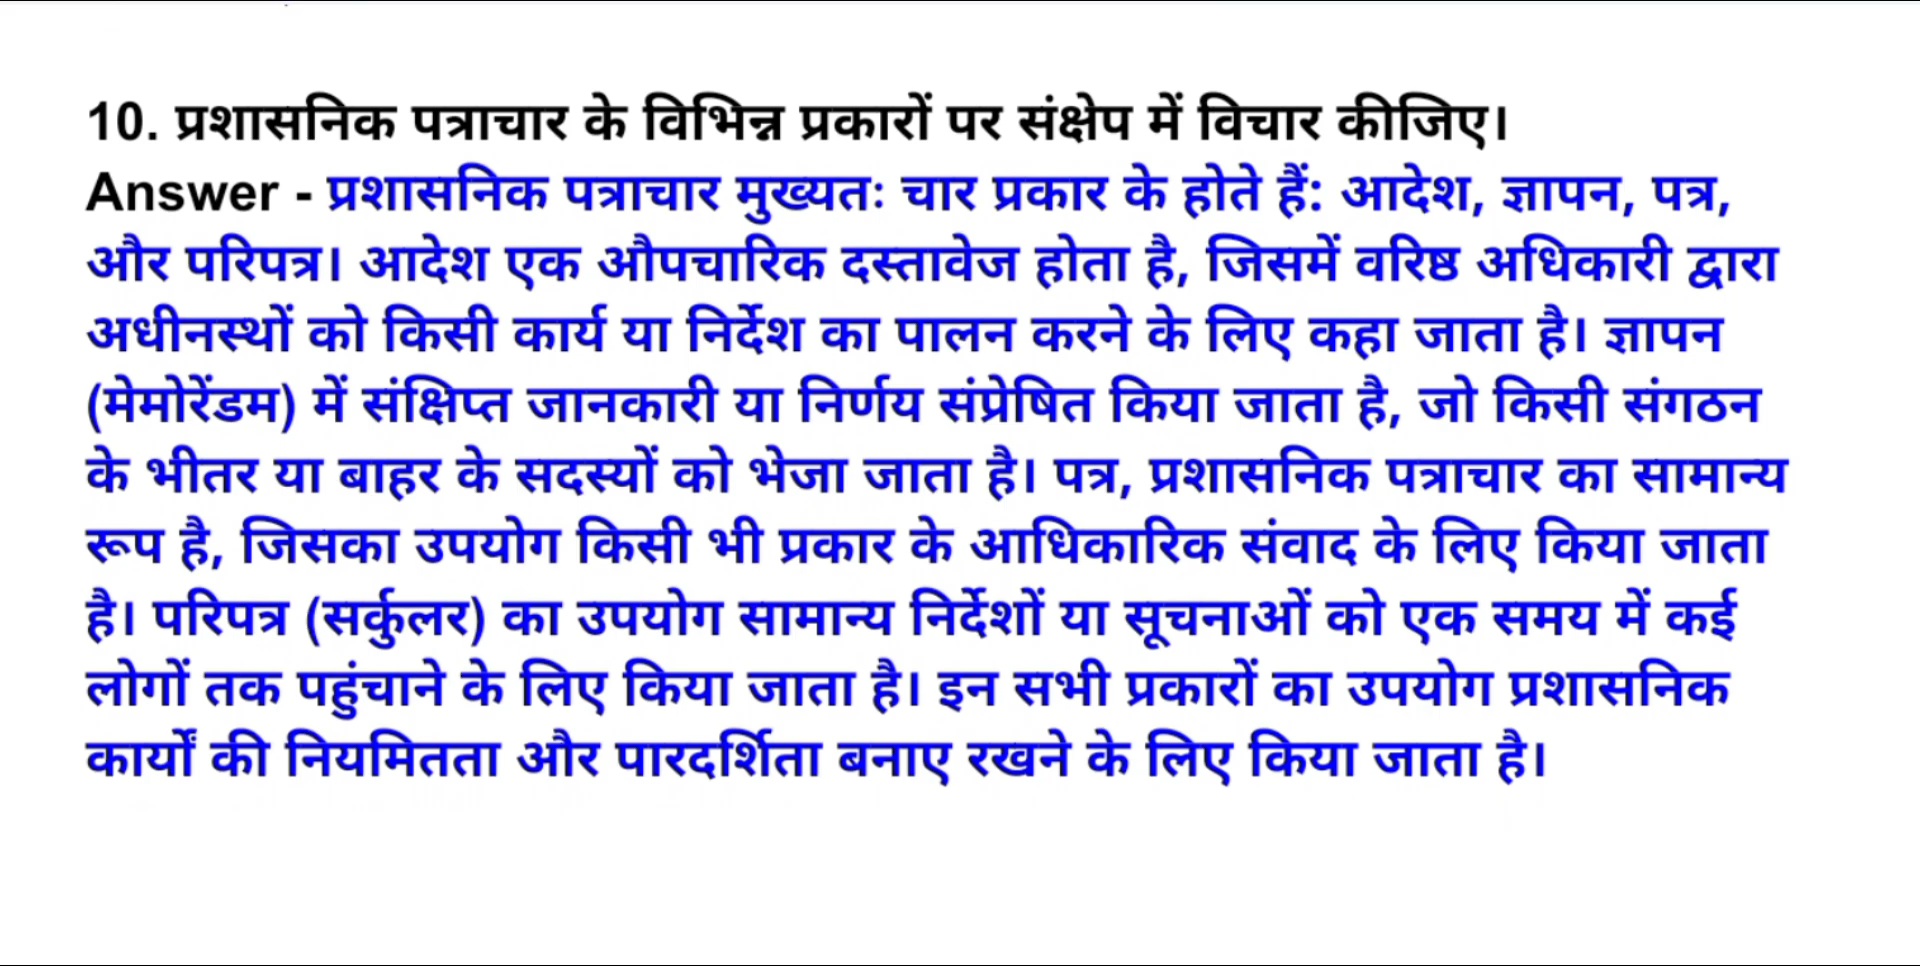 10. प्रशासनिक पत्राचार के विभिन्न प्रकारों पर संक्षेप में विचार कीजिए।
Answer - प्रशासनिक पत्राचार मुख्यतः चार प्रकार के होते हैं: आदेश, ज्ञापन, पत्र,
और परिपत्र। आदेश एक औपचारिक दस्तावेज होता है, जिसमें वरिष्ठ अधिकारी द्वारा
अधीनस्थों को किसी कार्य या निर्देश का पालन करने के लिए कहा जाता है। ज्ञापन
(मेमोरेंडम) में संक्षिप्त जानकारी या निर्णय संप्रेषित किया जाता है, जो किसी संगठन
के भीतर या बाहर के सदस्यों को भेजा जाता है। पत्र, प्रशासनिक पत्राचार का सामान्य
रूप है, जिसका उपयोग किसी भी प्रकार के आधिकारिक संवाद के लिए किया जाता
है। परिपत्र (सर्कुलर) का उपयोग सामान्य निर्देशों या सूचनाओं को एक समय में कई
लोगों तक पहुंचाने के लिए किया जाता है। इन सभी प्रकारों का उपयोग प्रशासनिक
कार्यों की नियमितता और पारदर्शिता बनाए रखने के लिए किया जाता है।